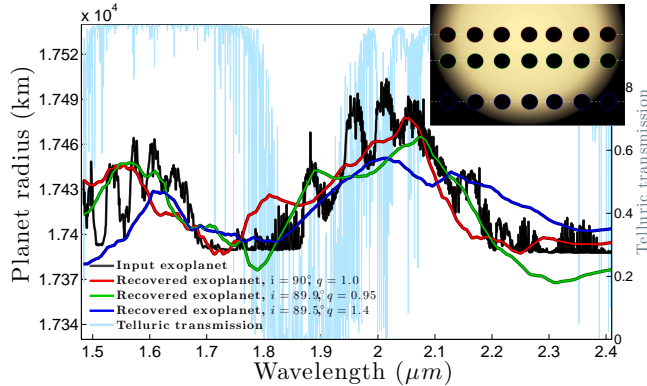 x 10⁴
1.752
1.749
1.746
1.743
1.74
1.737
1.733
Planet radius (km)
8
0.6
0.4
0.2
0
Telluric transmission
Input exoplanet
Recovered exoplanet, i = 90°, q = 1.0
Recovered exoplanet, i = 89.9°, q = 0.95
Recovered exoplanet, i = 89.5°, q = 1.4
Telluric transmission
1.5 1.6 1.7 1.8 1.9 2 2.1 2.2 2.3 2.4
Wavelength (μm)